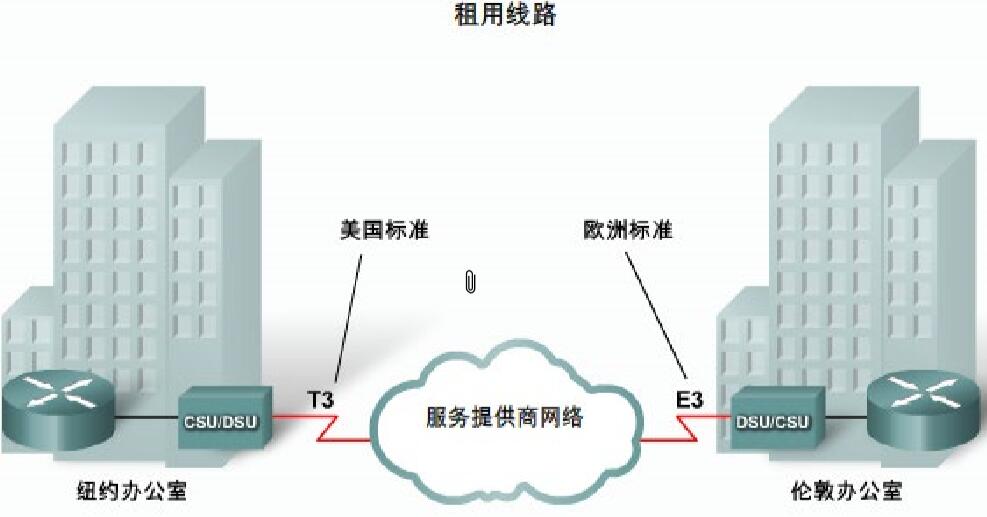 租用线路
美国标准
欧洲标准
T3
E3
CSU/DSU
服务提供商网络
DSU/CSU
纽约办公室
伦敦办公室